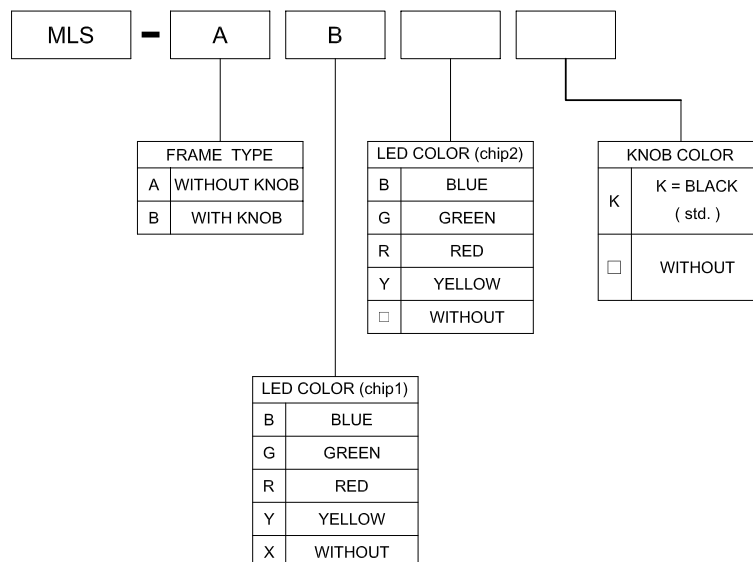 MLS - A B
FRAME TYPE
A WITHOUT KNOB
B WITH KNOB
LED COLOR (chip2)
B BLUE
G GREEN
R RED
Y YELLOW
□ WITHOUT
KNOB COLOR
K K = BLACK
( std. )
□ WITHOUT
LED COLOR (chip1)
B BLUE
G GREEN
R RED
Y YELLOW
X WITHOUT